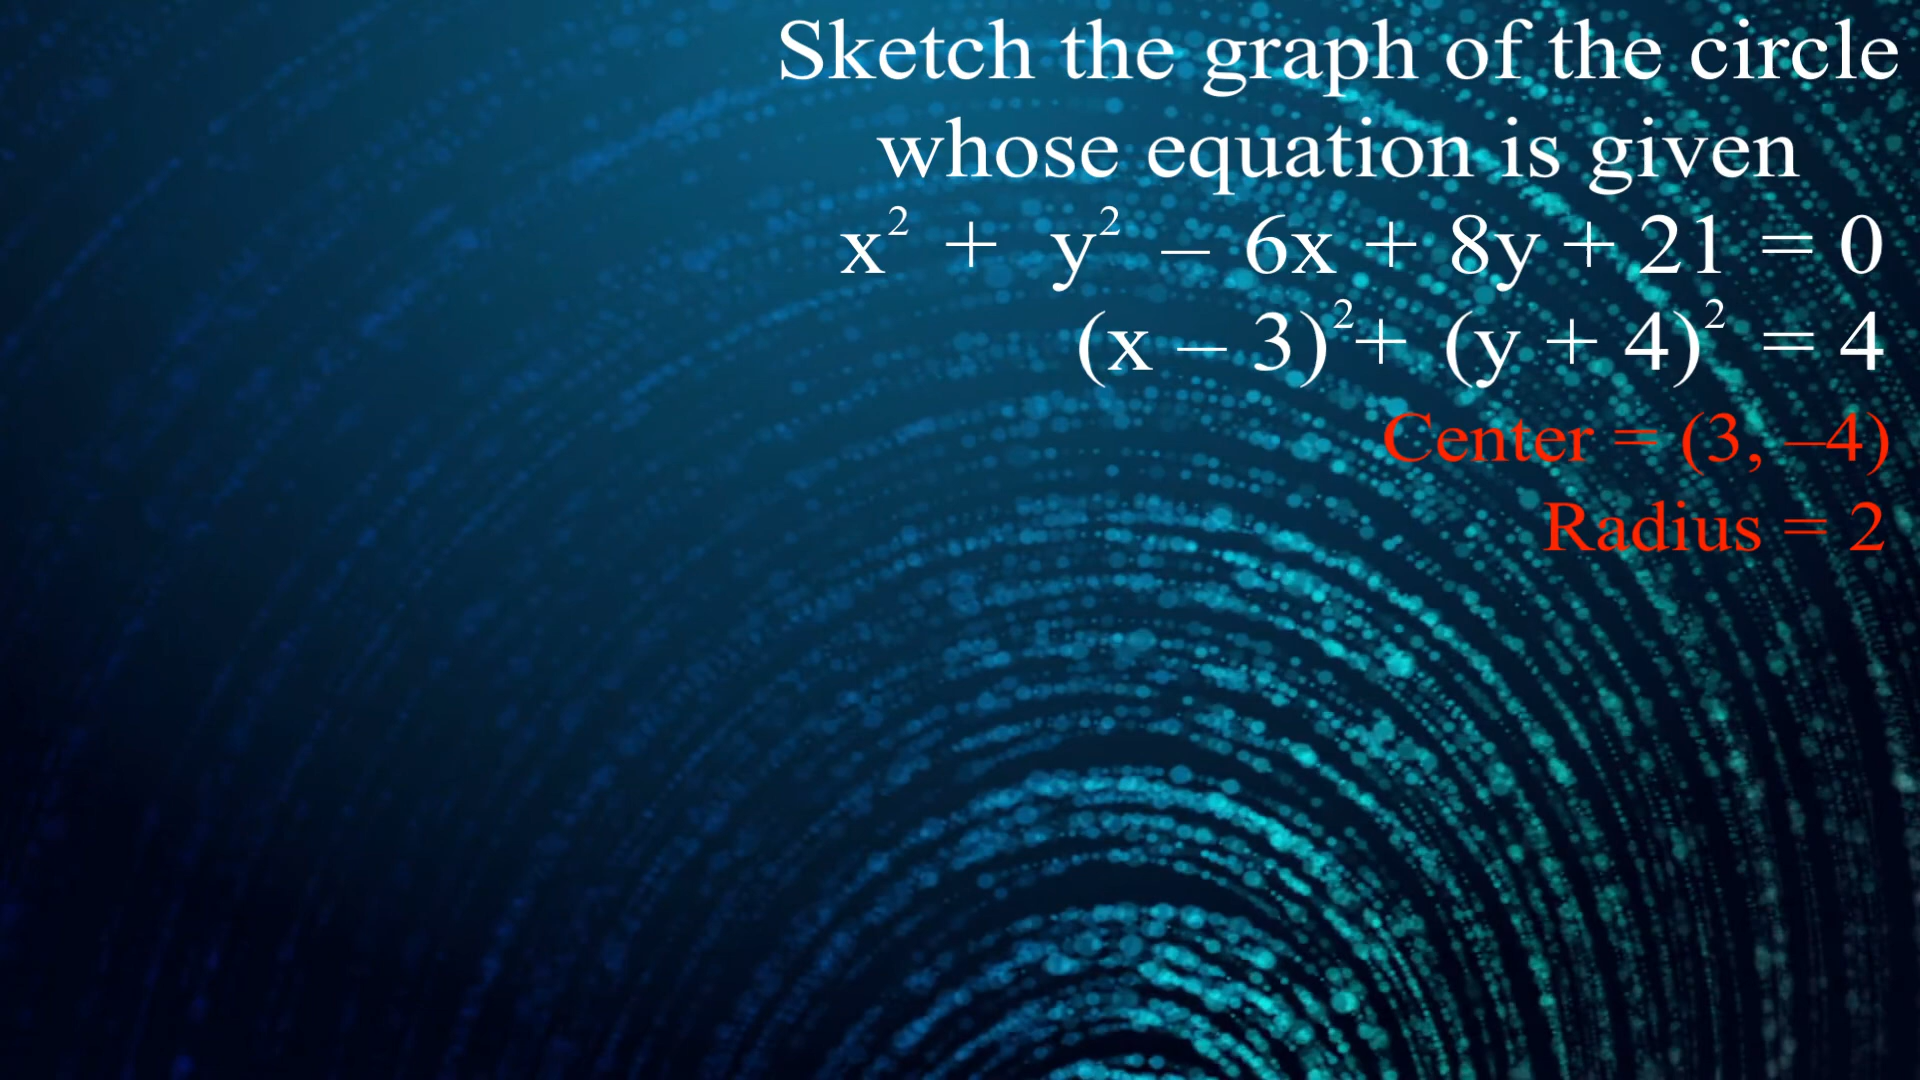 Sketch the graph of the circle
whose equation is given
x² + y² – 6x + 8y + 21 = 0
(x – 3)² + (y + 4)² = 4
Center = (3, –4)
Radius = 2